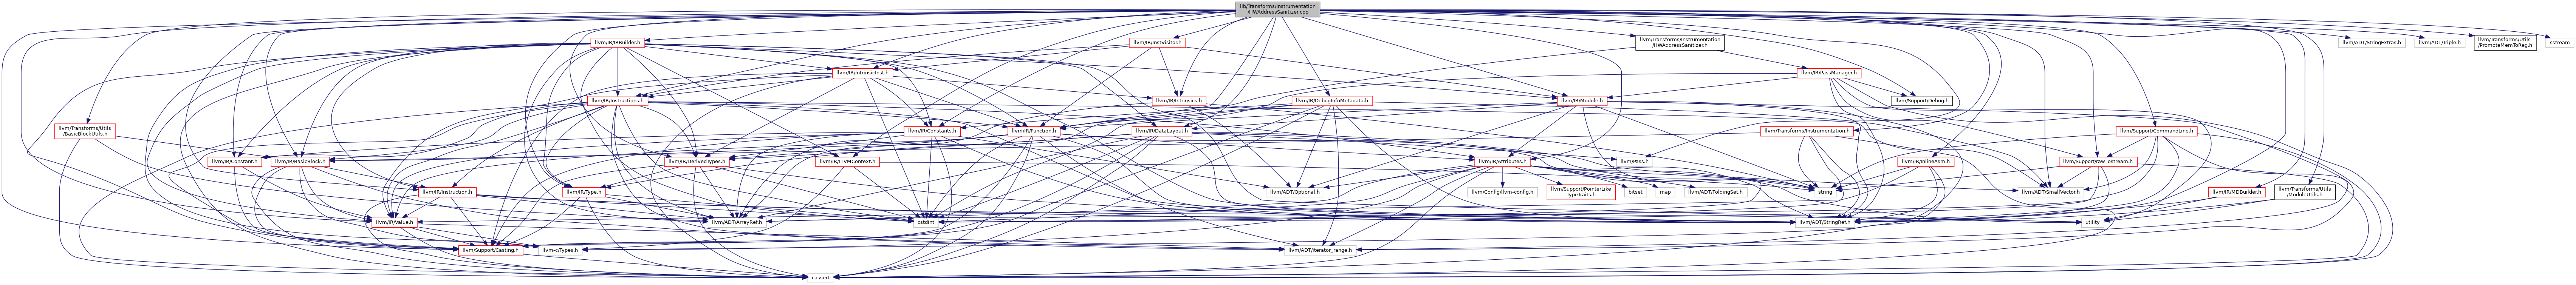 lib/Transforms/Instrumentation
/HWAddressSanitizer.cpp
llvm/IR/IRBuilder.h
llvm/IR/InstVisitor.h
llvm/Transforms/Instrumentation
/HWAddressSanitizer.h
llvm/ADT/StringExtras.h
llvm/ADT/Triple.h
llvm/Transforms/Utils
/PromoteMemToReg.h
sstream
llvm/IR/IntrinsicInst.h
llvm/IR/PassManager.h
llvm/IR/Instructions.h
llvm/IR/Intrinsics.h
llvm/IR/DebugInfoMetadata.h
llvm/IR/Module.h
llvm/Support/Debug.h
llvm/Transforms/Utils
/BasicBlockUtils.h
llvm/IR/Constants.h
llvm/IR/Function.h
llvm/IR/DataLayout.h
llvm/Transforms/Instrumentation.h
llvm/Support/CommandLine.h
llvm/IR/Constant.h
llvm/IR/BasicBlock.h
llvm/IR/DerivedTypes.h
llvm/IR/LLVMContext.h
llvm/IR/Attributes.h
llvm/Pass.h
llvm/IR/InlineAsm.h
llvm/Support/raw_ostream.h
llvm/IR/Instruction.h
llvm/IR/Type.h
llvm/ADT/Optional.h
llvm/Config/llvm-config.h
llvm/Support/PointerLike
TypeTraits.h
bitset
map
llvm/ADT/FoldingSet.h
string
llvm/ADT/SmallVector.h
llvm/IR/MDBuilder.h
llvm/Transforms/Utils
/ModuleUtils.h
llvm/IR/Value.h
llvm/ADT/ArrayRef.h
cstdint
llvm/ADT/StringRef.h
utility
llvm/Support/Casting.h
llvm-c/Types.h
llvm/ADT/iterator_range.h
cassert